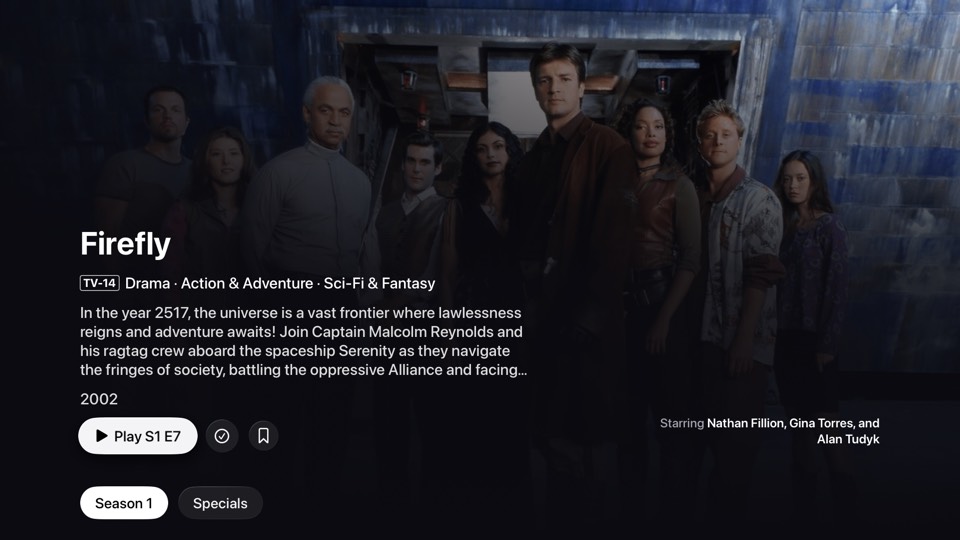 Firefly
TV-14 Drama · Action & Adventure · Sci-Fi & Fantasy
In the year 2517, the universe is a vast frontier where lawlessness
reigns and adventure awaits! Join Captain Malcolm Reynolds and
his ragtag crew aboard the spaceship Serenity as they navigate
the fringes of society, battling the oppressive Alliance and facing...
2002
Play S1 E7
Starring Nathan Fillion, Gina Torres, and
Alan Tudyk
Season 1 Specials